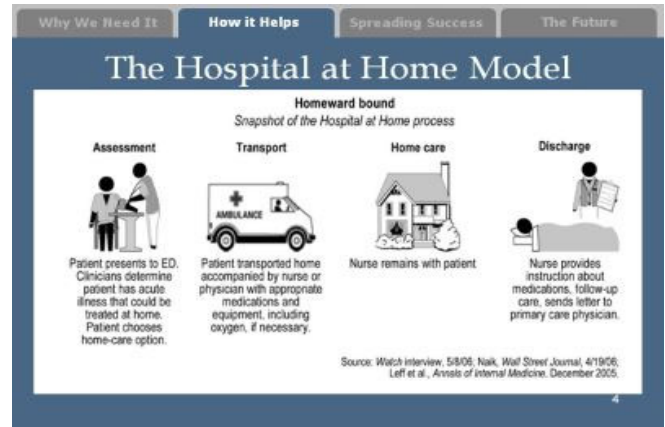 Why We Need It
How it Helps
Spreading Success
The Future
The Hospital at Home Model
Homeward bound
Snapshot of the Hospital at Home process
Assessment
Patient presents to ED.
Clinicians determine
patient has acute
illness that could be
treated at home.
Patient chooses
home-care option.
Transport
AMBULANCE
Patient transported home
accompanied by nurse or
physician with appropriate
medications and
equipment, including
oxygen, if necessary.
Home care
Nurse remains with patient
Discharge
Nurse provides
instruction about
medications, follow-up
care, sends letter to
primary care physician.
Source: Watch interview, 5/8/06; Naik, Wall Street Journal, 4/19/06;
Leff et al., Annals of Internal Medicine, December 2005.
4